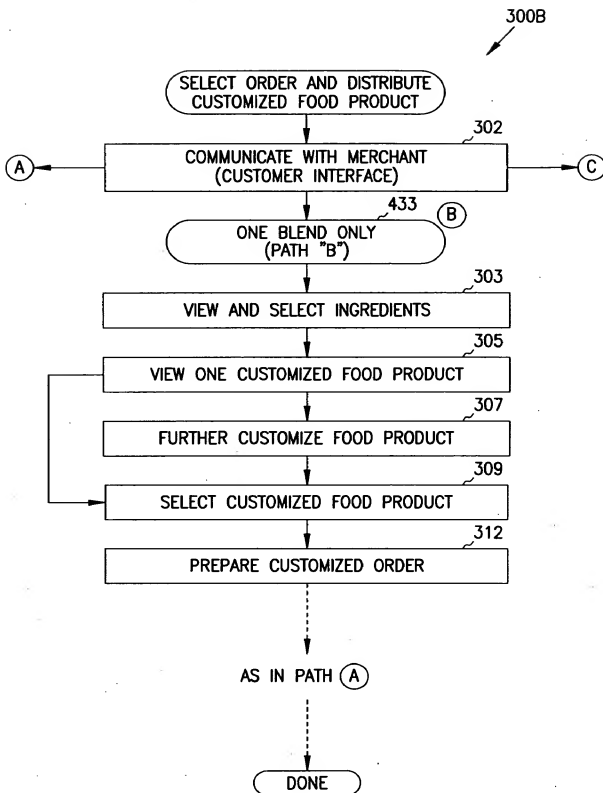 300B
SELECT ORDER AND DISTRIBUTE
CUSTOMIZED FOOD PRODUCT
302
A
COMMUNICATE WITH MERCHANT
(CUSTOMER INTERFACE)
C
433
B
ONE BLEND ONLY
(PATH "B")
303
VIEW AND SELECT INGREDIENTS
305
VIEW ONE CUSTOMIZED FOOD PRODUCT
307
FURTHER CUSTOMIZE FOOD PRODUCT
309
SELECT CUSTOMIZED FOOD PRODUCT
312
PREPARE CUSTOMIZED ORDER
AS IN PATH A
DONE